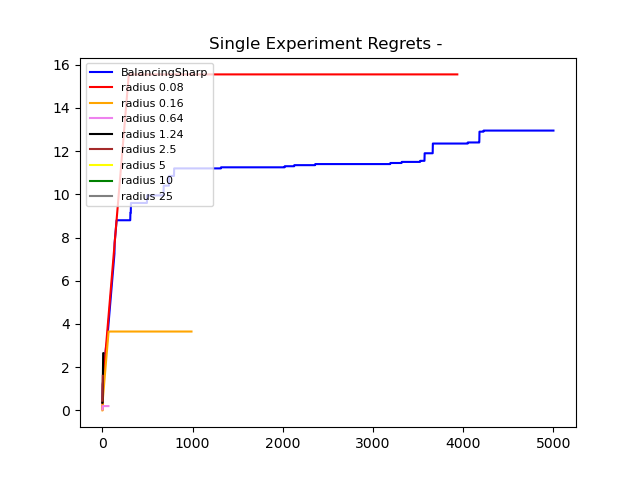 Single Experiment Regrets -
BalancingSharp
radius 0.08
radius 0.16
radius 0.64
radius 1.24
radius 2.5
radius 5
radius 10
radius 25
16
14
12
10
8
6
4
2
0
0 1000 2000 3000 4000 5000